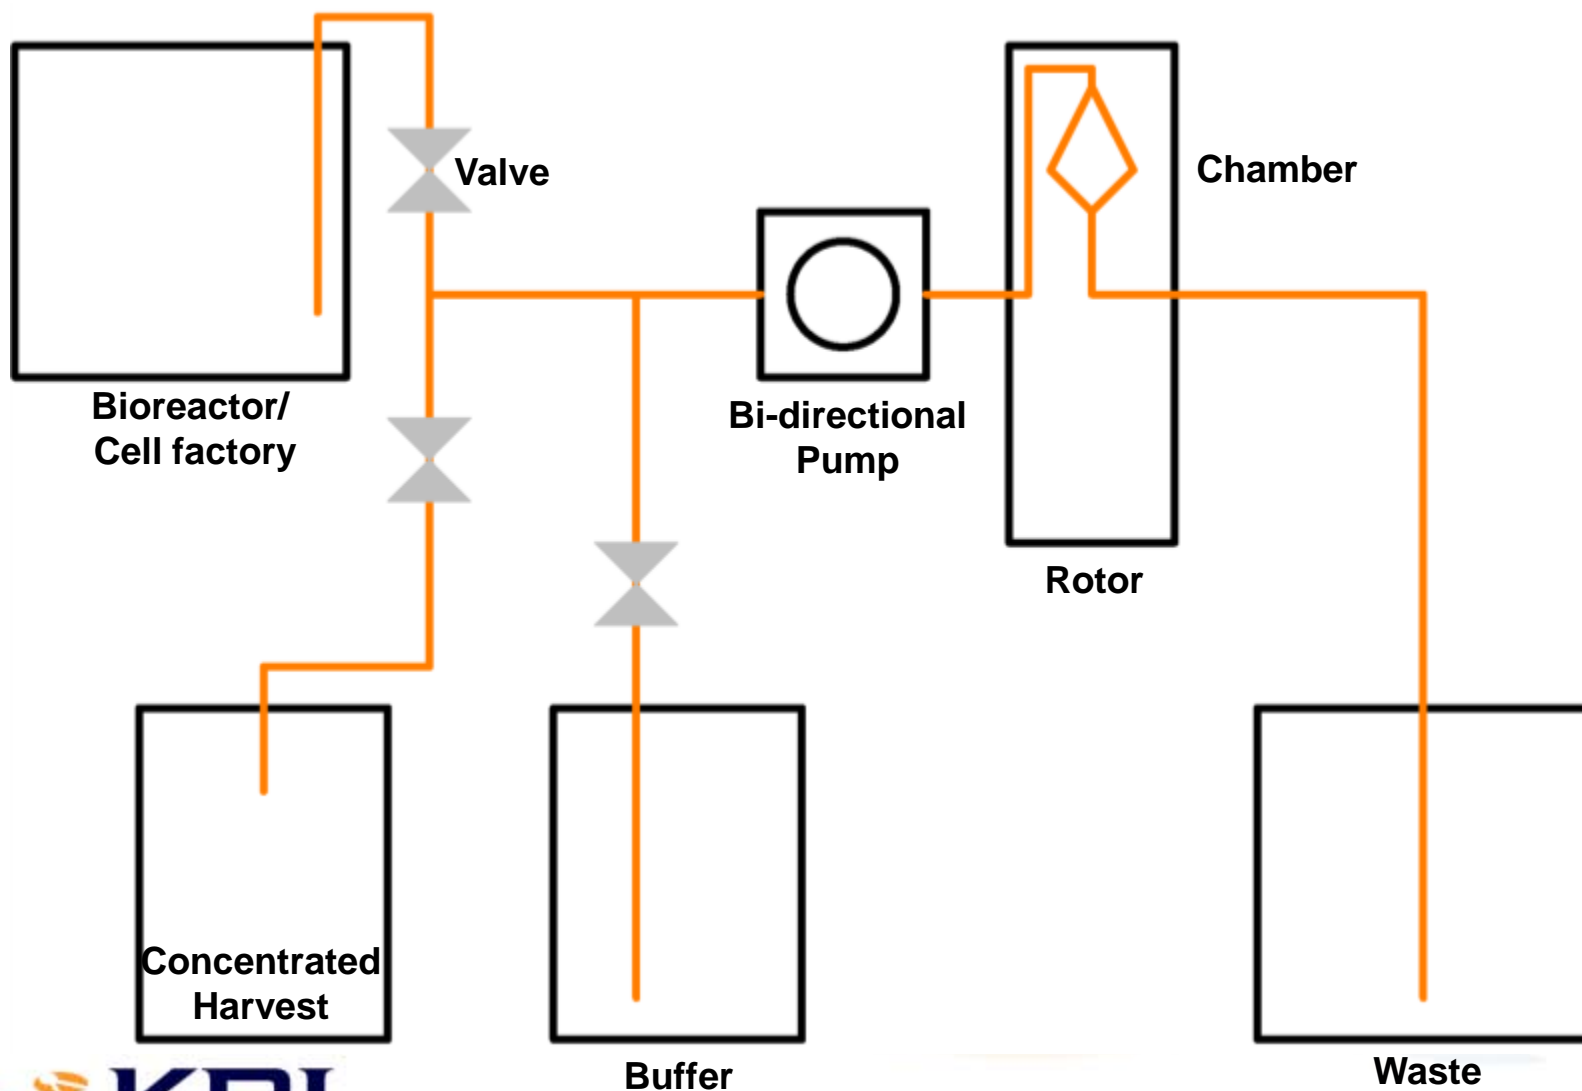 Valve
Chamber
Bioreactor/
Cell factory
Bi-directional
Pump
Rotor
Concentrated
Harvest
Buffer
Waste